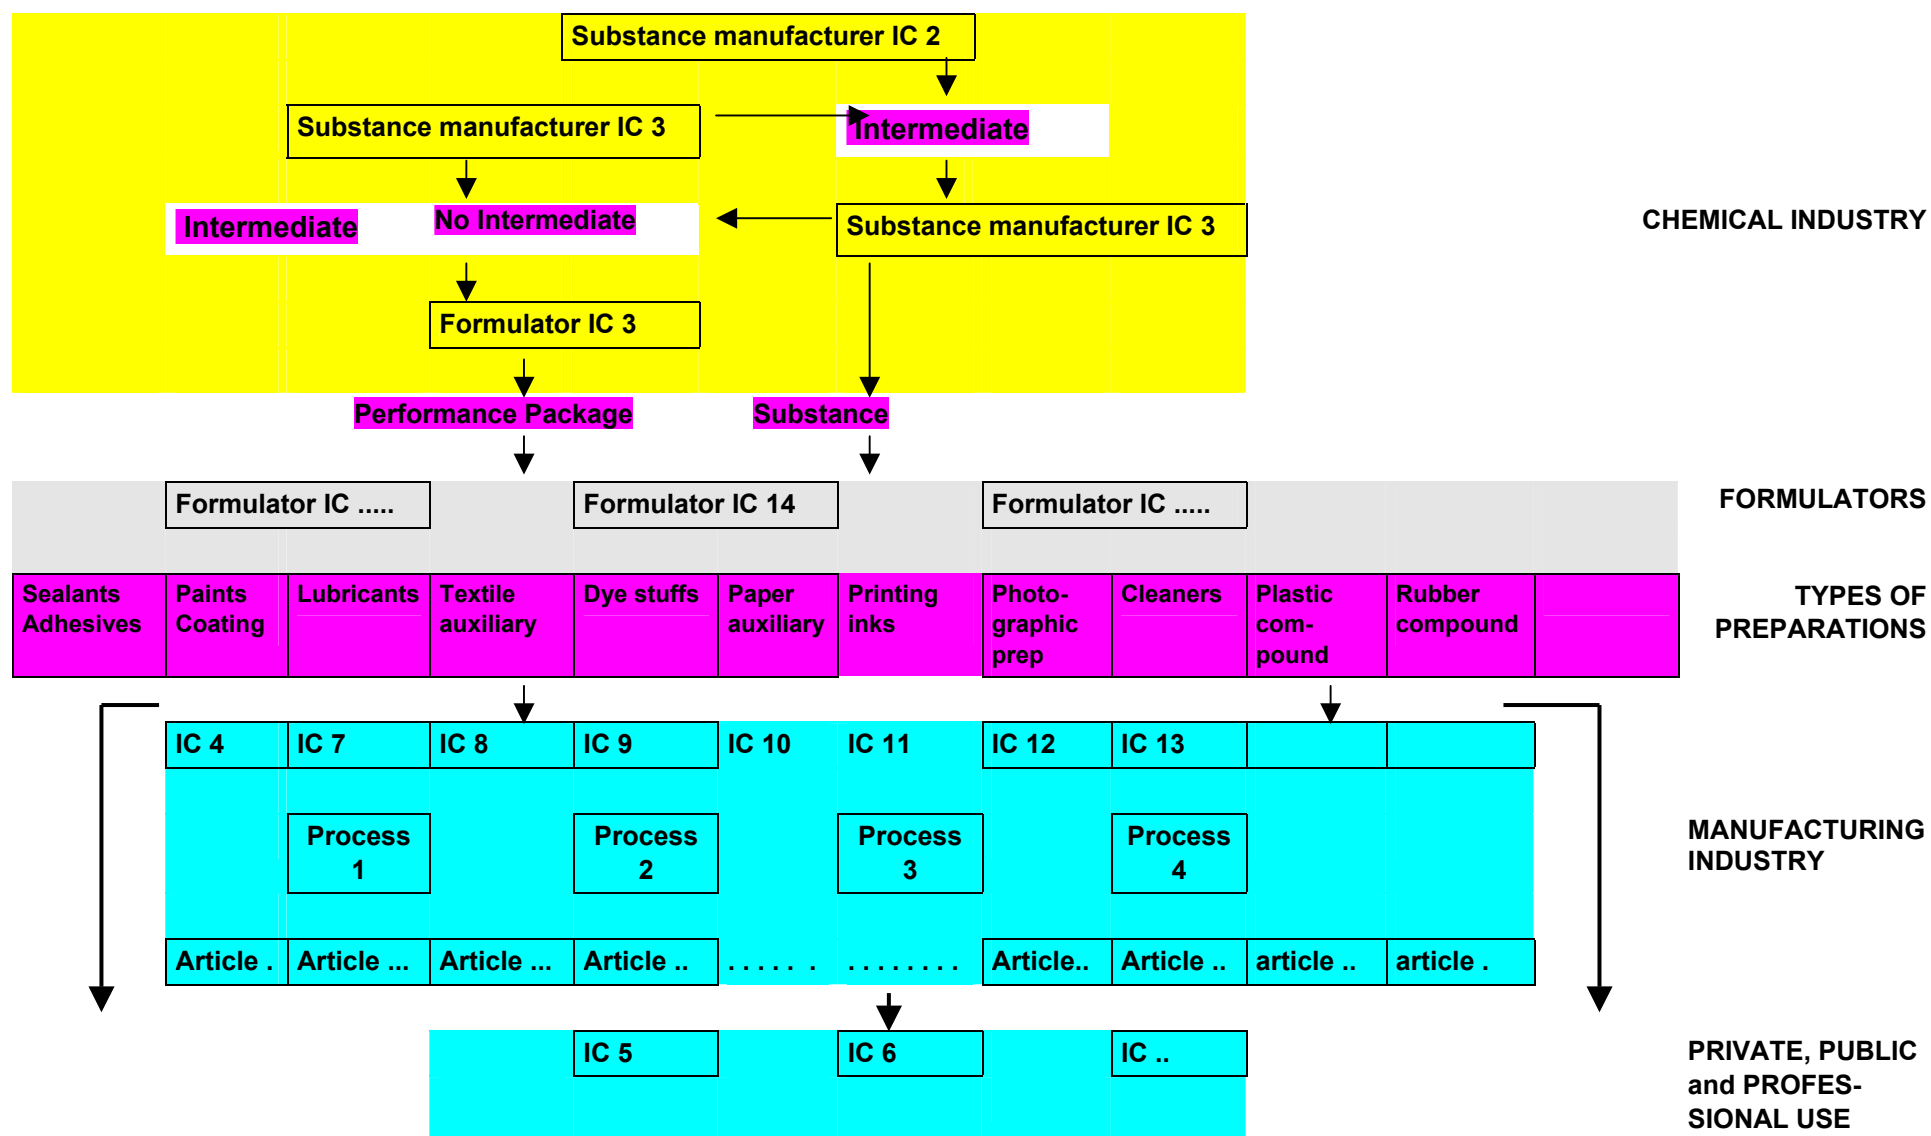 Substance manufacturer IC 2
Substance manufacturer IC 3
Intermediate
Intermediate
No Intermediate
Substance manufacturer IC 3
CHEMICAL INDUSTRY
Formulator IC 3
Performance Package
Substance
Formulator IC .....
Formulator IC 14
Formulator IC .....
FORMULATORS
Sealants
Adhesives
Paints
Coating
Lubricants
Textile
auxiliary
Dye stuffs
Paper
auxiliary
Printing
inks
Photo-
graphic
prep
Cleaners
Plastic
com-
pound
Rubber
compound
TYPES OF
PREPARATIONS
IC 4
IC 7
IC 8
IC 9
IC 10
IC 11
IC 12
IC 13
Process
1
Process
2
Process
3
Process
4
MANUFACTURING
INDUSTRY
Article .
Article ...
Article ...
Article ..
. . . . . .
. . . . . . . .
Article..
Article ..
article ..
article .
IC 5
IC 6
IC ..
PRIVATE, PUBLIC
and PROFES-
SIONAL USE